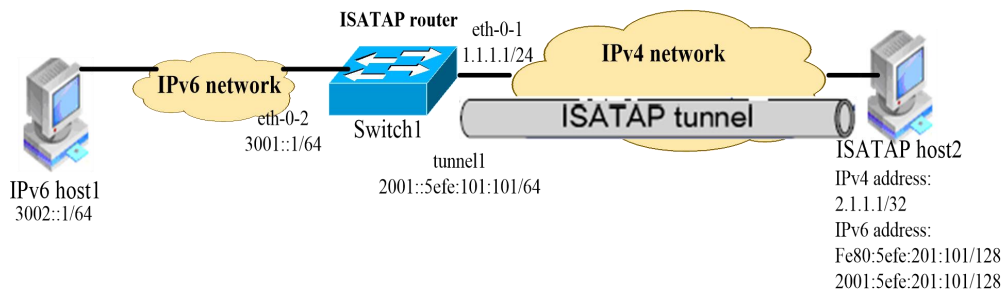 ISATAP router
eth-0-1
1.1.1.1/24
IPv4 network
IPv6 network
eth-0-2
3001::1/64
Switch1
ISATAP tunnel
tunnel1
2001::5efe:101:101/64
IPv6 host1
3002::1/64
ISATAP host2
IPv4 address:
2.1.1.1/32
IPv6 address:
Fe80:5efe:201:101/128
2001:5efe:201:101/128